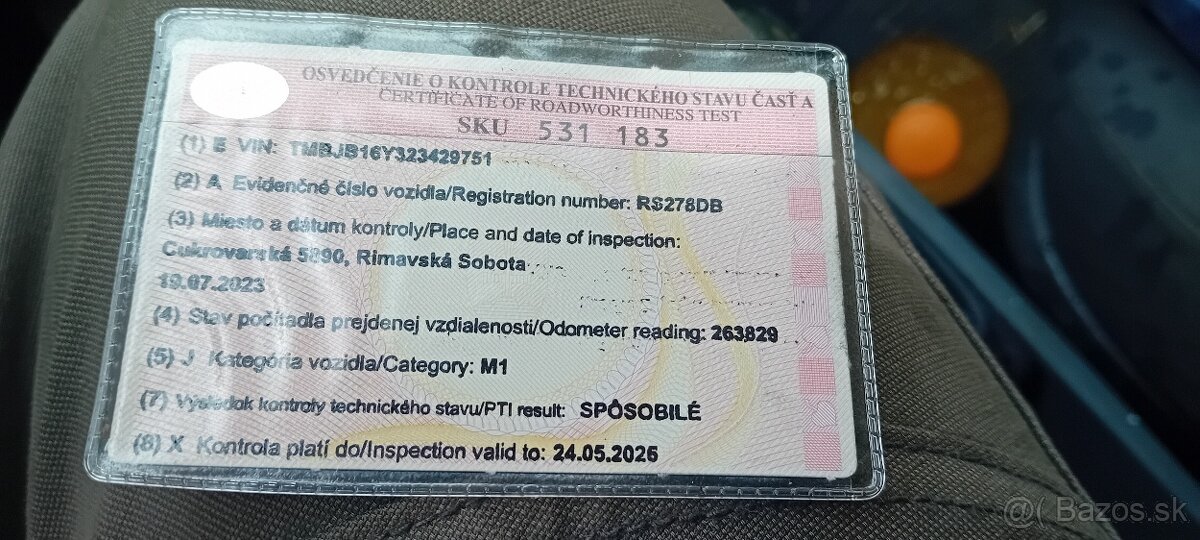 OSVEDČENIE O KONTROLE TECHNICKÉHO STAVU ČASŤ A
CERTIFICATE OF ROADWORTHINESS TEST
SKU 531 183
(1) E VIN: TMBJB16Y323429751
(2) A Evidenčné číslo vozidla/Registration number: RS278DB
(3) Miesto a dátum kontroly/Place and date of inspection:
Cukrovarská 5890, Rimavská Sobota
19.07.2023
(4) Stav počítadla prejdenej vzdialenosti/Odometer reading: 263829
(5) J Kategória vozidla/Category: M1
(7) Výsledok kontroly technického stavu/PTI result: SPÔSOBILÉ
(8) X Kontrola platí do/Inspection valid to: 24.05.2026
@( Bazos.sk